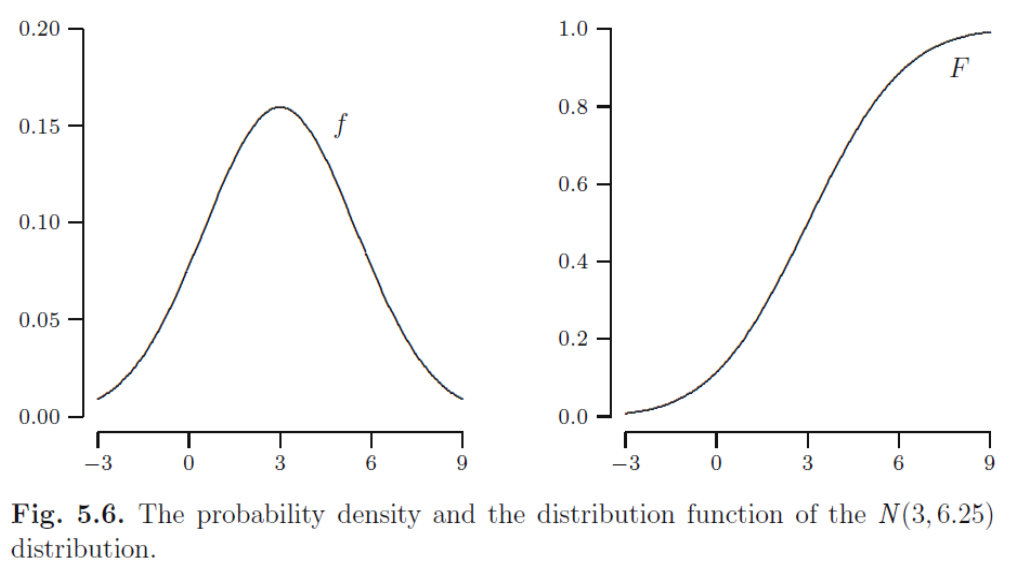 0.20
0.15
0.10
0.05
0.00
−3 0 3 6 9
f
1.0
0.8
0.6
0.4
0.2
0.0
−3 0 3 6 9
F
Fig. 5.6. The probability density and the distribution function of the N(3, 6.25)
distribution.